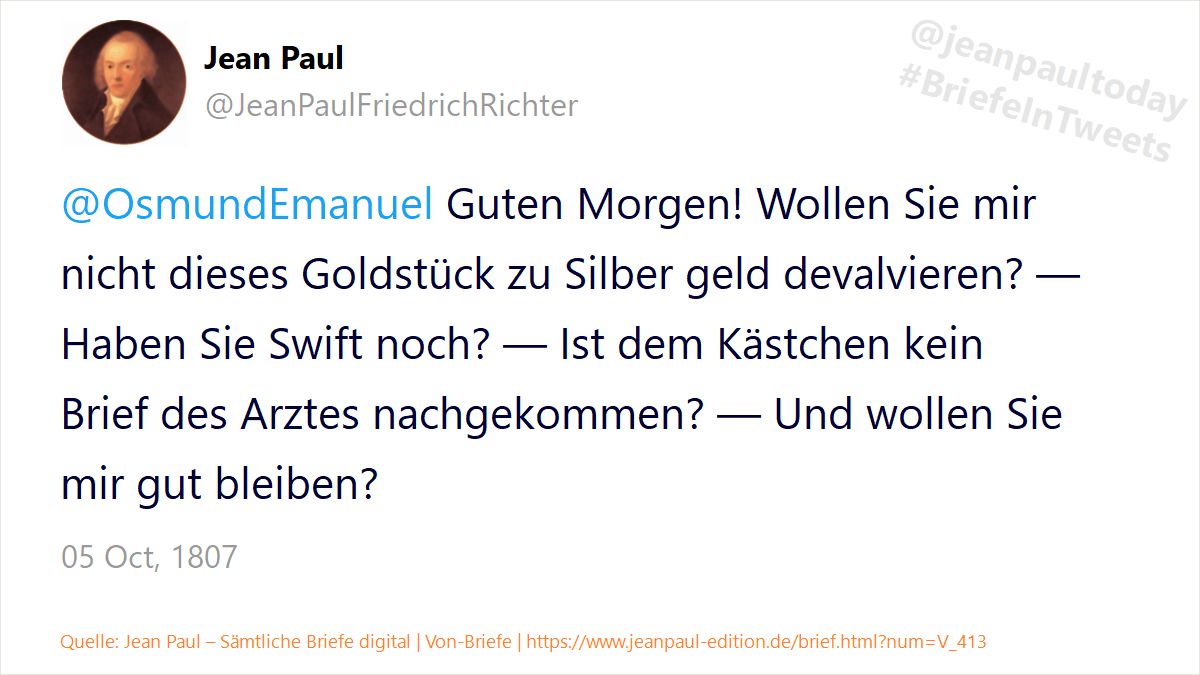 Jean Paul
@JeanPaulFriedrichRichter
@jeanpaultoday
#BriefeInTweets
@OsmundEmanuel Guten Morgen! Wollen Sie mir
nicht dieses Goldstück zu Silber geld devalvieren? —
Haben Sie Swift noch? — Ist dem Kästchen kein
Brief des Arztes nachgekommen? — Und wollen Sie
mir gut bleiben?
05 Oct, 1807
Quelle: Jean Paul – Sämtliche Briefe digital | Von-Briefe | https://www.jeanpaul-edition.de/brief.html?num=V_413